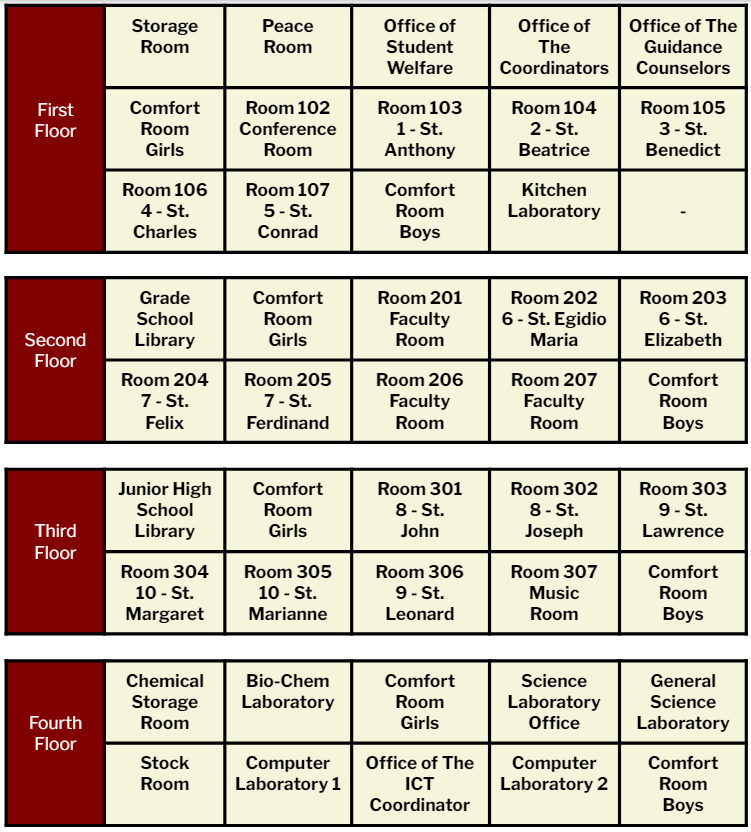 First
Floor
Storage
Room
Peace
Room
Office of
Student
Welfare
Office of
The
Coordinators
Office of The
Guidance
Counselors
Comfort
Room
Girls
Room 102
Conference
Room
Room 103
1 - St.
Anthony
Room 104
2 - St.
Beatrice
Room 105
3 - St.
Benedict
Room 106
4 - St.
Charles
Room 107
5 - St.
Conrad
Comfort
Room
Boys
Kitchen
Laboratory
-
Second
Floor
Grade
School
Library
Comfort
Room
Girls
Room 201
Faculty
Room
Room 202
6 - St. Egidio
Maria
Room 203
6 - St.
Elizabeth
Room 204
7 - St.
Felix
Room 205
7 - St.
Ferdinand
Room 206
Faculty
Room
Room 207
Faculty
Room
Comfort
Room
Boys
Third
Floor
Junior High
School
Library
Comfort
Room
Girls
Room 301
8 - St.
John
Room 302
8 - St.
Joseph
Room 303
9 - St.
Lawrence
Room 304
10 - St.
Margaret
Room 305
10 - St.
Marianne
Room 306
9 - St.
Leonard
Room 307
Music
Room
Comfort
Room
Boys
Fourth
Floor
Chemical
Storage
Room
Bio-Chem
Laboratory
Comfort
Room
Girls
Science
Laboratory
Office
General
Science
Laboratory
Stock
Room
Computer
Laboratory 1
Office of The
ICT
Coordinator
Computer
Laboratory 2
Comfort
Room
Boys